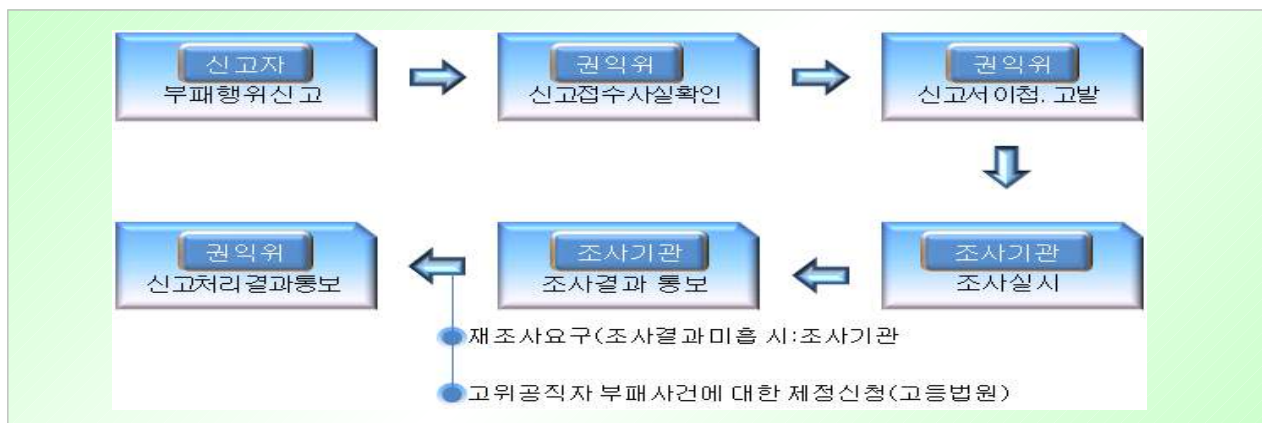 신고자
부패행위신고
권익위
신고접수사실확인
권익위
신고서이첩. 고발
조사기관
조사실시
조사기관
조사결과 통보
권익위
신고처리결과통보
재조사요구(조사결과미흡 시:조사기관
고위공직자 부패사건에 대한 제정신청(고등법원)